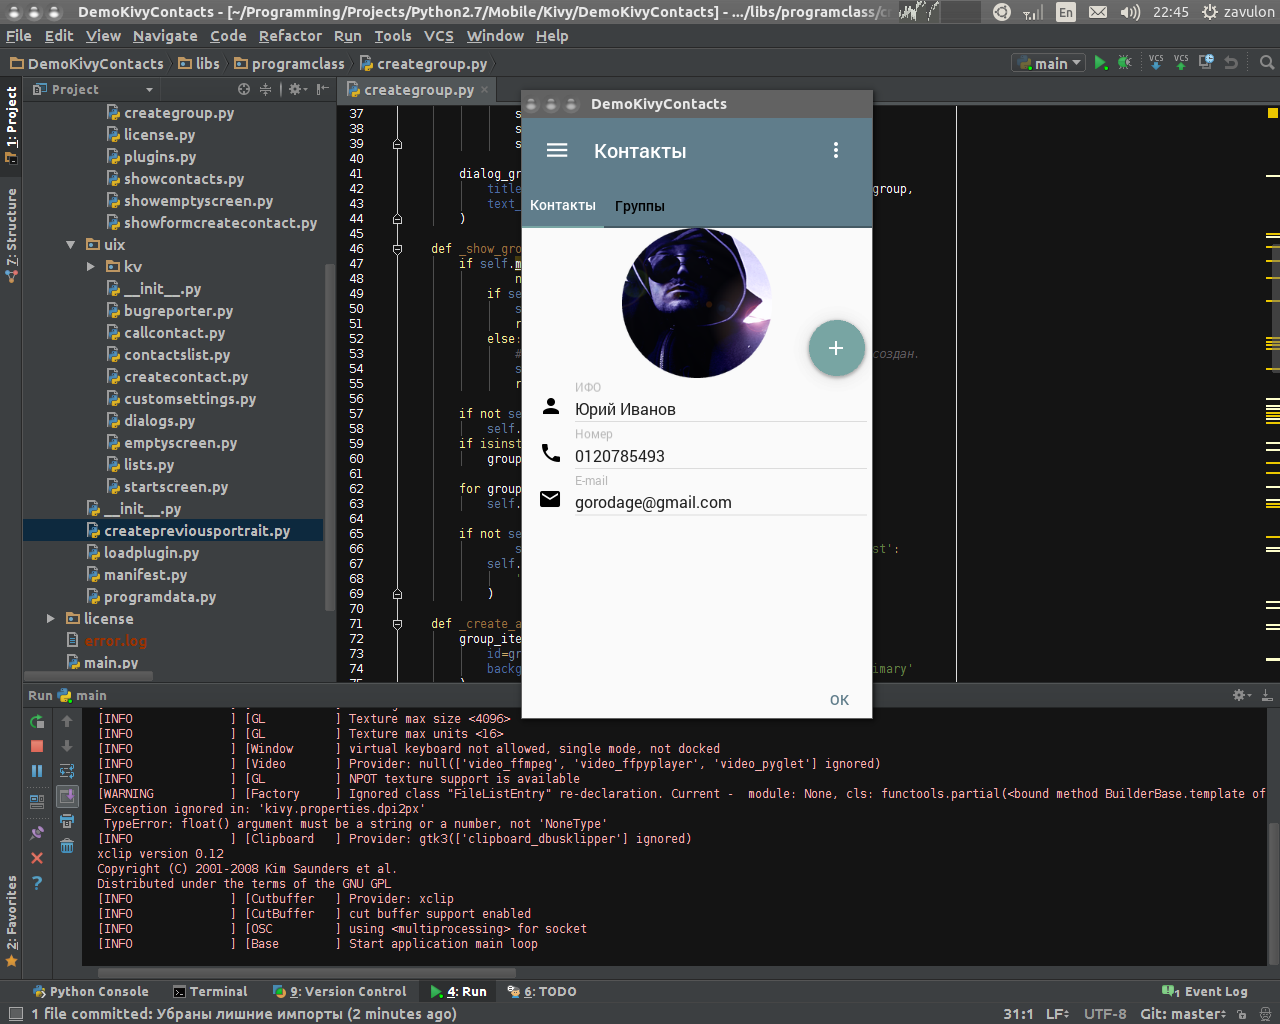 DemoKivyContacts - [~/Programming/Projects/Python2.7/Mobile/Kivy/DemoKivyContacts] - .../libs/programclass/cr
En 22:45 zavulon
File Edit View Navigate Code Refactor Run Tools VCS Window Help
DemoKivyContacts libs programclass creategroup.py
main VCS VCS
1: Project
7: Structure
2: Favorites
Project
creategroup.py
license.py
plugins.py
showcontacts.py
showemptyscreen.py
showformcreatecontact.py
uix
kv
__init__.py
bugreporter.py
callcontact.py
contactslist.py
createcontact.py
customsettings.py
dialogs.py
emptyscreen.py
lists.py
startscreen.py
__init__.py
createpreviousportrait.py
loadplugin.py
manifest.py
programdata.py
license
error.log
main.py
creategroup.py
37 s
38 s
39 s
40
41 dialog_gr
42 title group,
43 text_
44 )
45
46 def _show_gro
47 if self.m
48 n
49 if se
50 s
51 r
52 else:
53 # создан.
54 s
55 r
56
57 if not se
58 self.
59 if isinst
60 group
61
62 for group
63 self.
64
65 if not se
66 s st':
67 self.
68 '
69 )
70
71 def _create_a
72 group_ite
73 id=gr
74 backg imary'
75 )
DemoKivyContacts
Контакты
Контакты Группы
ИФО
Юрий Иванов
Номер
0120785493
E-mail
gorodage@gmail.com
OK
Run main
[INFO ] [GL ] Texture max size <4096>
[INFO ] [GL ] Texture max units <16>
[INFO ] [Window ] virtual keyboard not allowed, single mode, not docked
[INFO ] [Video ] Provider: null(['video_ffmpeg', 'video_ffpyplayer', 'video_pyglet'] ignored)
[INFO ] [GL ] NPOT texture support is available
[WARNING ] [Factory ] Ignored class "FileListEntry" re-declaration. Current - module: None, cls: functools.partial(<bound method BuilderBase.template of
Exception ignored in: 'kivy.properties.dpi2px'
TypeError: float() argument must be a string or a number, not 'NoneType'
[INFO ] [Clipboard ] Provider: gtk3(['clipboard_dbusklipper'] ignored)
xclip version 0.12
Copyright (C) 2001-2008 Kim Saunders et al.
Distributed under the terms of the GNU GPL
[INFO ] [Cutbuffer ] Provider: xclip
[INFO ] [CutBuffer ] cut buffer support enabled
[INFO ] [OSC ] using <multiprocessing> for socket
[INFO ] [Base ] Start application main loop
Python Console Terminal 9: Version Control 4: Run 6: TODO 1 Event Log
1 file committed: Убраны лишние импорты (2 minutes ago) 31:1 LF UTF-8 Git: master